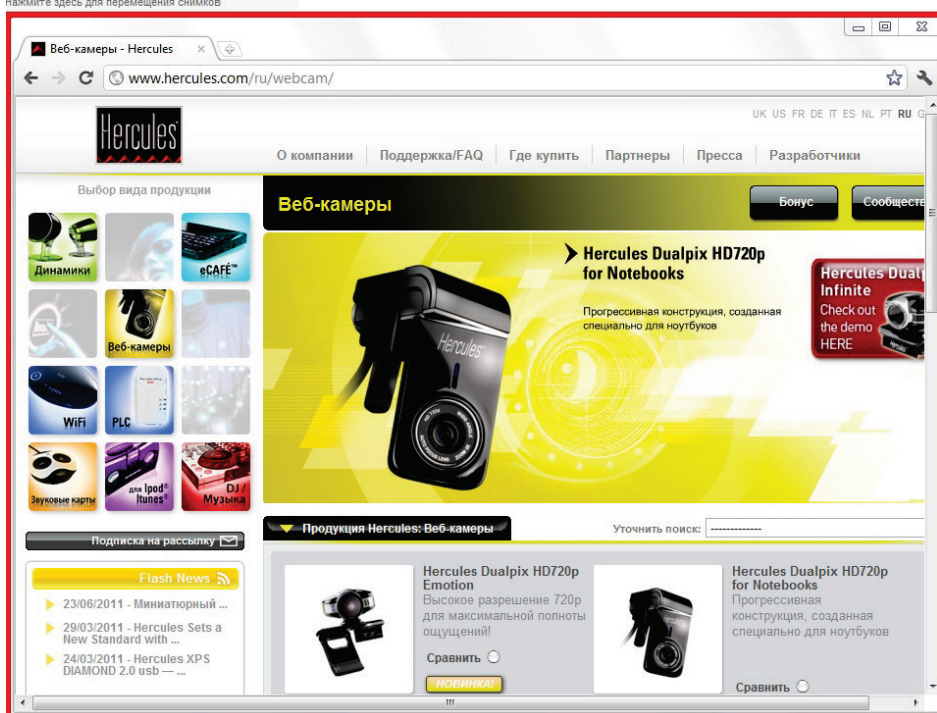 Нажмите здесь для перемещения снимков
Веб-камеры - Hercules
www.hercules.com/ru/webcam/
Hercules
UK US FR DE IT ES NL PT RU
О компании Поддержка/FAQ Где купить Партнеры Пресса Разработчики
Выбор вида продукции
Динамики
eCAFÉ™
Веб-камеры
WiFi
PLC
Звуковые карты
для Ipod®
Itunes®
DJ /
Музыка
Подписка на рассылку
Flash News
23/06/2011 - Миниатюрный ...
29/03/2011 - Hercules Sets a
New Standard with ...
24/03/2011 - Hercules XPS
DIAMOND 2.0 usb — ...
Веб-камеры
Бонус
Сообществ
Hercules Dualpix HD720p
for Notebooks
Прогрессивная конструкция, созданная
специально для ноутбуков
Hercules
Hercules Dualp
Infinite
Check out
the demo
HERE
Продукция Hercules: Веб-камеры
Уточнить поиск: -------------
Hercules Dualpix HD720p
Emotion
Высокое разрешение 720p
для максимальной полноты
ощущений!
Сравнить
НОВИНКА!
Hercules Dualpix HD720p
for Notebooks
Прогрессивная
конструкция, созданная
специально для ноутбуков
Сравнить